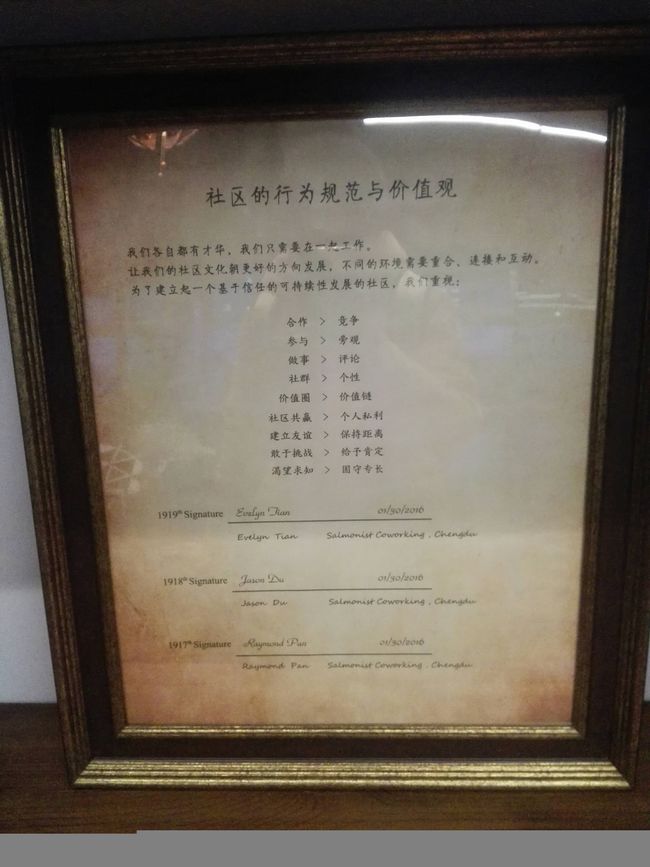 社区的行为规范与价值观
我们各自都有才华，我们只需要在一起工作。
让我们的社区文化朝更好的方向发展，不同的环境需要重合、连接和互动。
为了建立起一个基于信任的可持续性发展的社区，我们重视：
合作 > 竞争
参与 > 旁观
做事 > 评论
社群 > 个性
价值圈 > 价值链
社区共赢 > 个人私利
建立友谊 > 保持距离
敢于挑战 > 给予肯定
渴望未知 > 固守专长
1919th Signature Evelyn Tian 01/30/2016
Evelyn Tian Salmonist Coworking , Chengdu
1918th Signature Jason Du 01/30/2016
Jason Du Salmonist Coworking , Chengdu
1917th Signature Raymond Pan 01/30/2016
Raymond Pan Salmonist Coworking , Chengdu